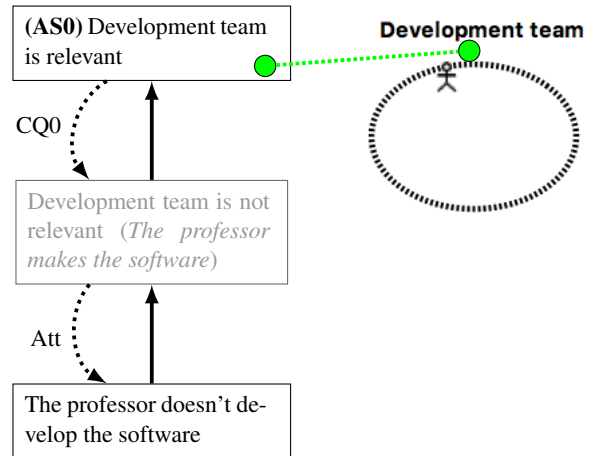 (AS0) Development team
is relevant
Development team
CQ0
Development team is not
relevant (The professor
makes the software)
Att
The professor doesn't de-
velop the software